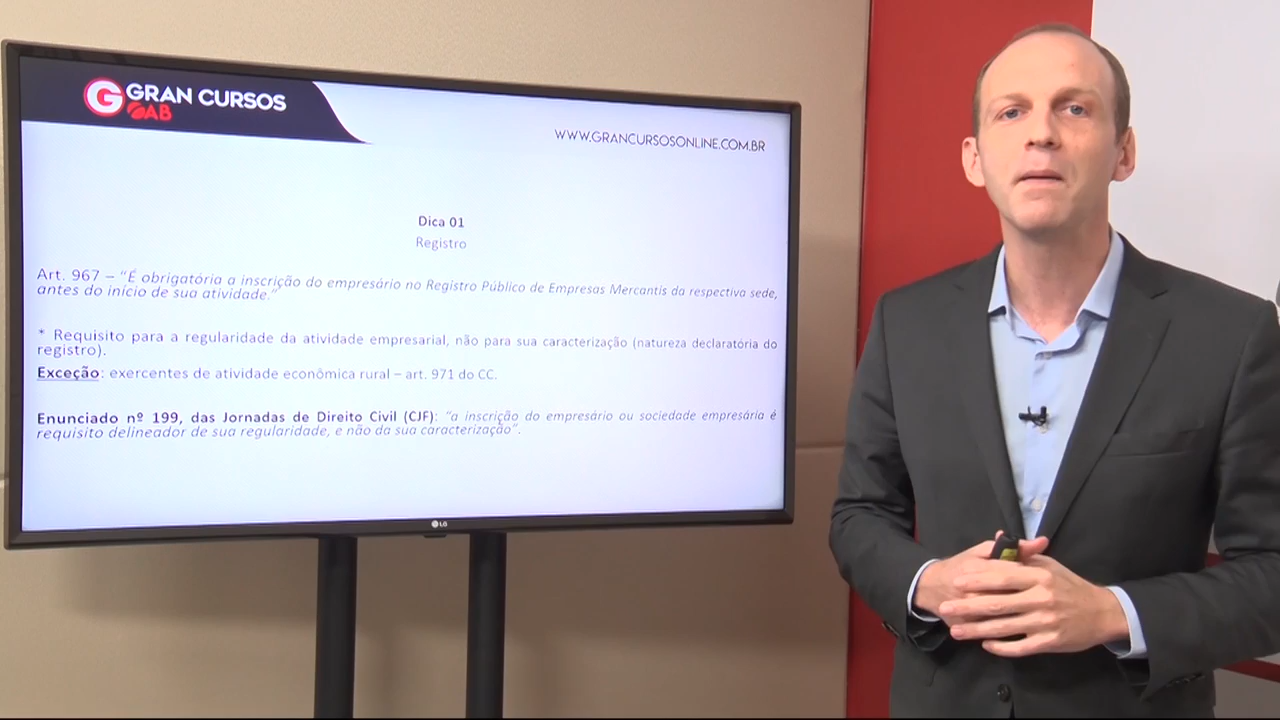 GRAN CURSOS
OAB
WWW.GRANCURSOSONLINE.COM.BR
Dica 01
Registro
Art. 967 – “É obrigatória a inscrição do empresário no Registro Público de Empresas Mercantis da respectiva sede,
antes do início de sua atividade.”
* Requisito para a regularidade da atividade empresarial, não para sua caracterização (natureza declaratória do
registro).
Exceção: exercentes de atividade econômica rural – art. 971 do CC.
Enunciado nº 199, das Jornadas de Direito Civil (CJF): “a inscrição do empresário ou sociedade empresária é
requisito delineador de sua regularidade, e não da sua caracterização”.
LG